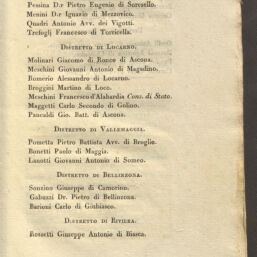 Pessina D.r Pietro Eugenio di Soresello.
Menini D.r Ignazio di Mezzovico.
Quadri Antonio Avv. dei Vigotti.
Trefoglj Francesco di Torricella.
DISTRETTO DI LOCARNO.
Molinari Giacomo di Ronco di Ascona.
Meschini Giovanni Antonio di Magadino.
Romerio Alessandro di Locarno.
Broggini Martino di Loco.
Meschini Francesco d'Alabardia Cons. di Stato.
Maggetti Carlo Secondo di Golino.
Pancaldi Gio. Batt. di Ascona.
DISTRETTO DI VALLEMAGGIA.
Pometta Pietro Battista Avv. di Broglio.
Bonetti Paolo di Maggia.
Lanotti Giovanni Antonio di Someo.
DISTRETTO DI BELLINZONA.
Sonzino Giuseppe di Camorino.
Gabuzzi Dr. Pietro di Bellinzona.
Barioni Carlo di Giubiasco.
DISTRETTO DI RIVIERA.
Rossetti Giuseppe Antonio di Biasca.